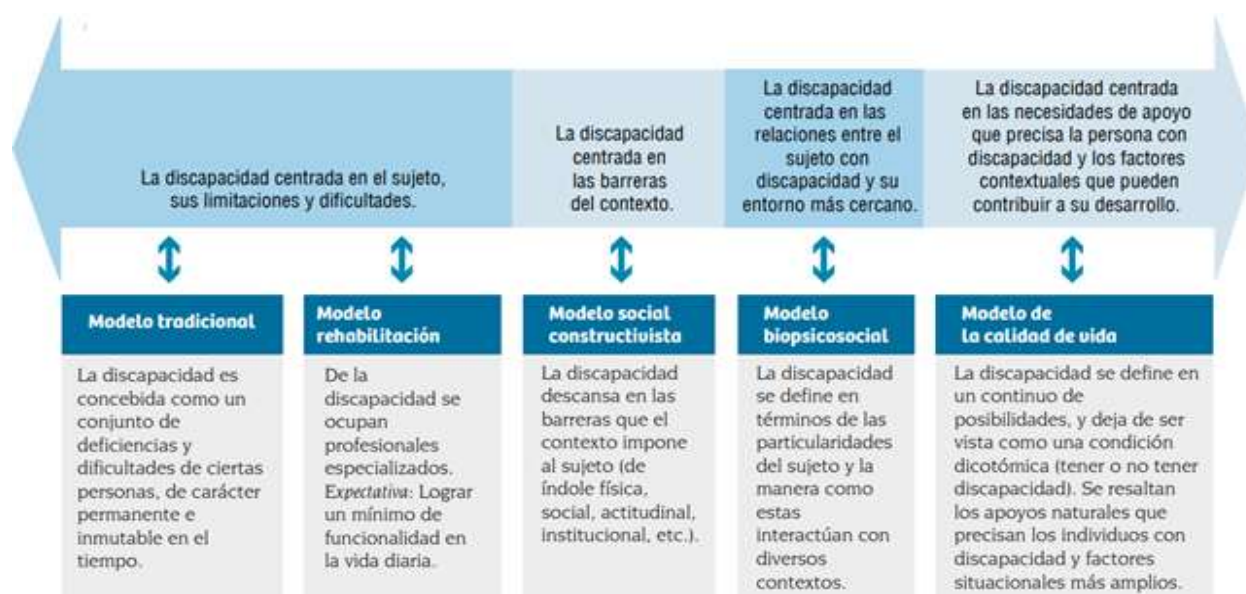 La discapacidad centrada en el sujeto,
sus limitaciones y dificultades.
La discapacidad
centrada en
las barreras
del contexto.
La discapacidad
centrada en las
relaciones entre el
sujeto con
discapacidad y su
entorno más cercano.
La discapacidad centrada
en las necesidades de apoyo
que precisa la persona con
discapacidad y los factores
contextuales que pueden
contribuir a su desarrollo.
Modelo tradicional
La discapacidad es
concebida como un
conjunto de
deficiencias y
dificultades de ciertas
personas, de carácter
permanente e
inmutable en el
tiempo.
Modelo
rehabilitación
De la
discapacidad se
ocupan
profesionales
especializados.
Expectativa: Lograr
un mínimo de
funcionalidad en
la vida diaria.
Modelo social
constructivista
La discapacidad
descansa en las
barreras que el
contexto impone
al sujeto (de
índole física,
social, actitudinal,
institucional, etc.).
Modelo
biopsicosocial
La discapacidad
se define en
términos de las
particularidades
del sujeto y la
manera como
estas
interactúan con
diversos
contextos.
Modelo de
la calidad de vida
La discapacidad se define en
un continuo de
posibilidades, y deja de ser
vista como una condición
dicotómica (tener o no tener
discapacidad). Se resaltan
los apoyos naturales que
precisan los individuos con
discapacidad y factores
situacionales más amplios.